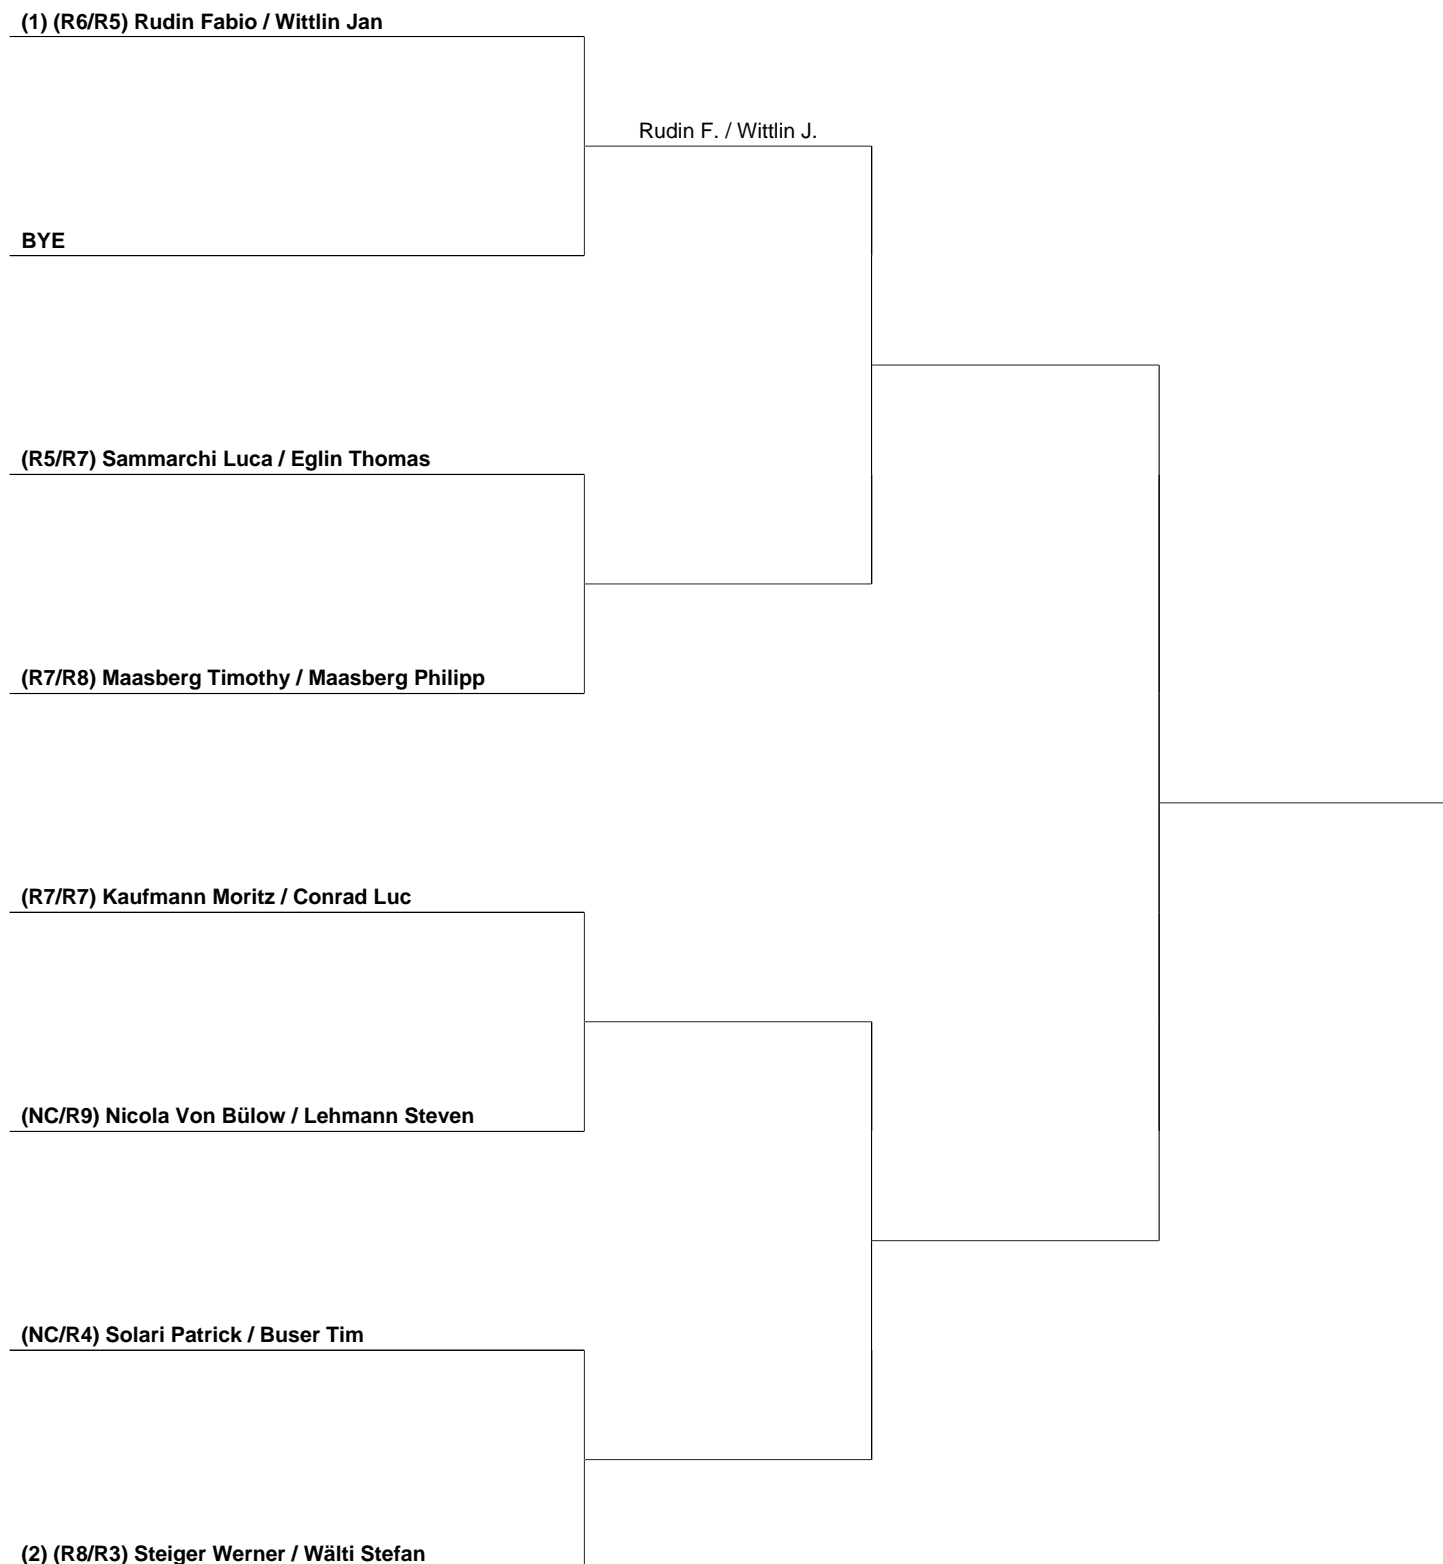 (1) (R6/R5) Rudin Fabio / Wittlin Jan
Rudin F. / Wittlin J.
BYE
(R5/R7) Sammarchi Luca / Eglin Thomas
(R7/R8) Maasberg Timothy / Maasberg Philipp
(R7/R7) Kaufmann Moritz / Conrad Luc
(NC/R9) Nicola Von Bülow / Lehmann Steven
(NC/R4) Solari Patrick / Buser Tim
(2) (R8/R3) Steiger Werner / Wälti Stefan